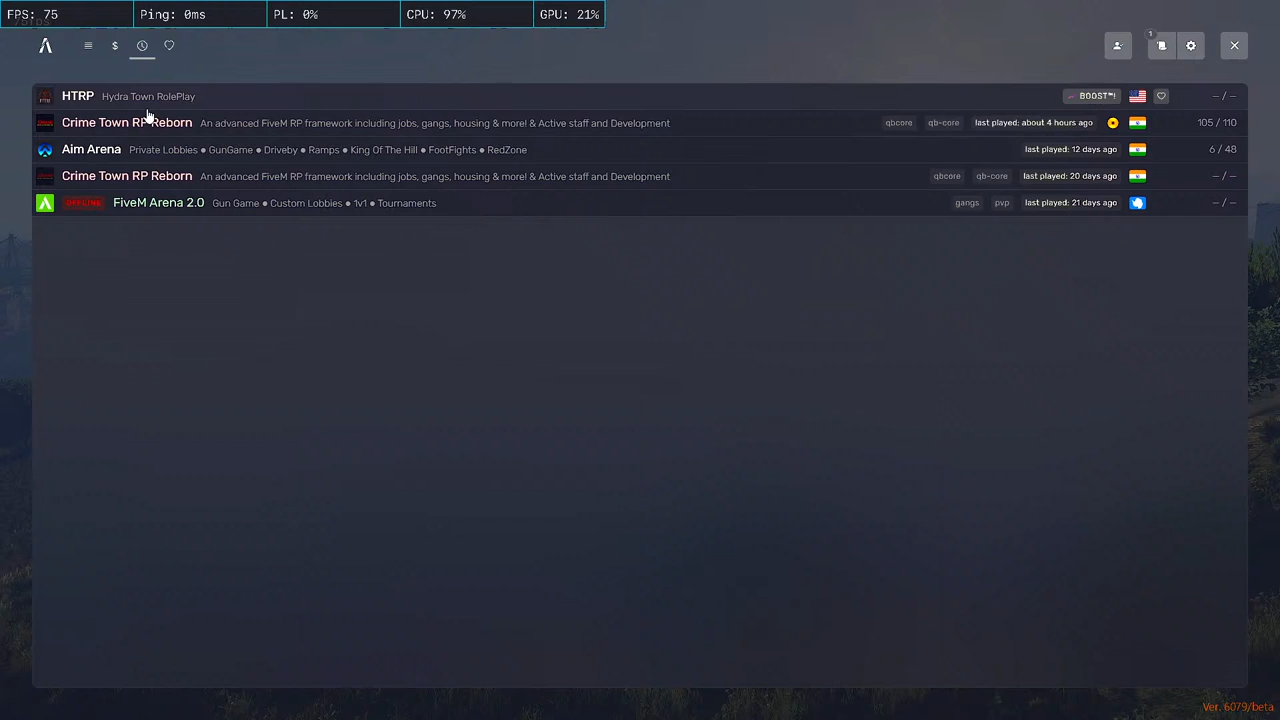 FPS: 75 Ping: 0ms PL: 0% CPU: 97% GPU: 21%
1
HTRP Hydra Town RolePlay BOOST™! – / –
Crime Town RP Reborn An advanced FiveM RP framework including jobs, gangs, housing & more! & Active staff and Development qbcore qb-core last played: about 4 hours ago 105 / 110
Aim Arena Private Lobbies ● GunGame ● Driveby ● Ramps ● King Of The Hill ● FootFights ● RedZone last played: 12 days ago 6 / 48
Crime Town RP Reborn An advanced FiveM RP framework including jobs, gangs, housing & more! & Active staff and Development qbcore qb-core last played: 20 days ago – / –
OFFLINE FiveM Arena 2.0 Gun Game ● Custom Lobbies ● 1v1 ● Tournaments gangs pvp last played: 21 days ago – / –
Ver. 6079/beta